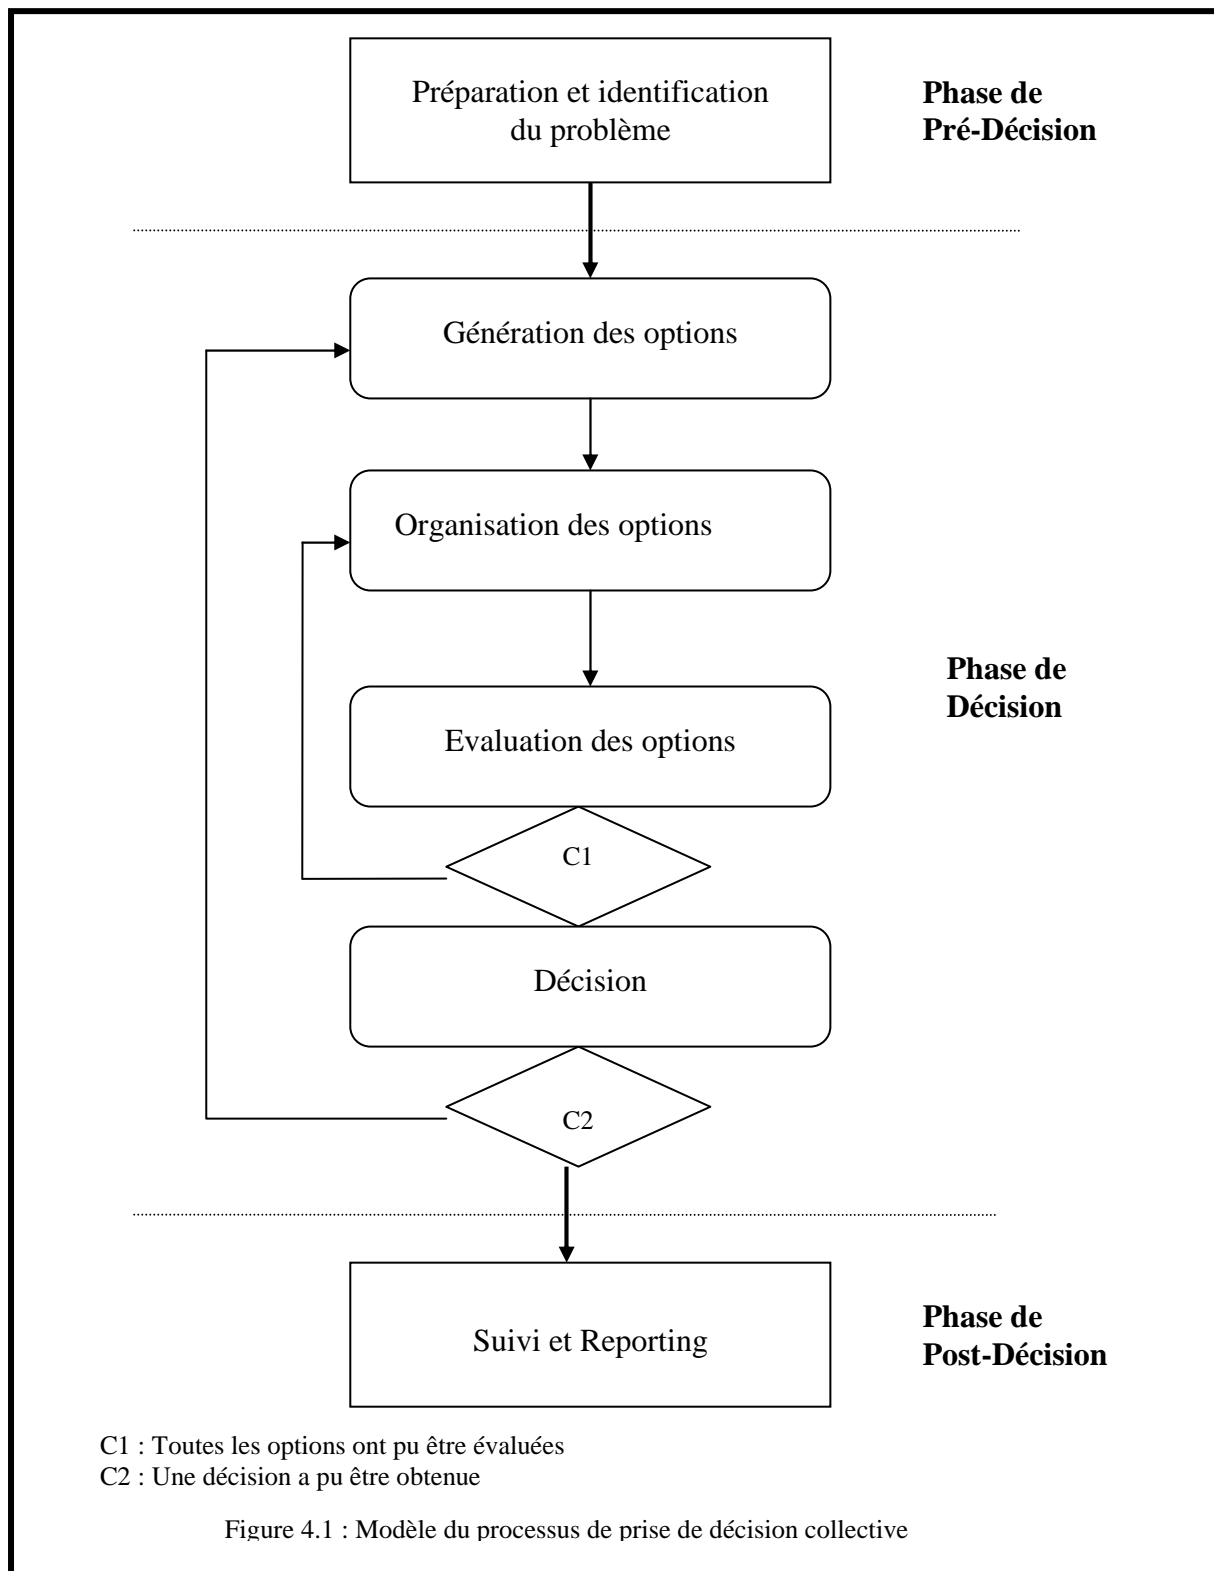 Préparation et identification
du problème
Phase de
Pré-Décision
Génération des options
Organisation des options
Phase de
Décision
Evaluation des options
C1
Décision
C2
Suivi et Reporting
Phase de
Post-Décision
C1 : Toutes les options ont pu être évaluées
C2 : Une décision a pu être obtenue
Figure 4.1 : Modèle du processus de prise de décision collective